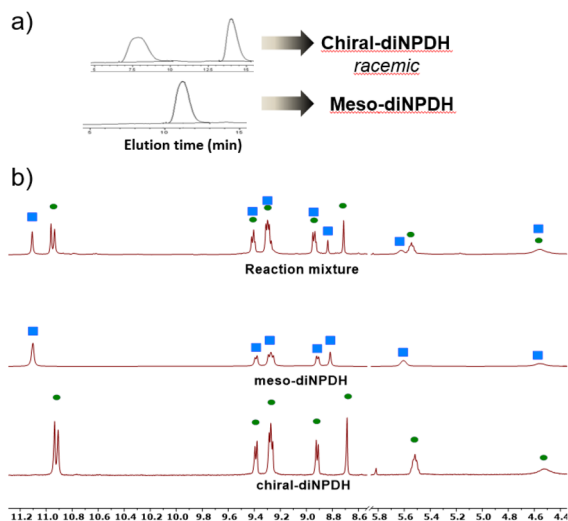 a)
Chiral-diNPDH
racemic
Meso-diNPDH
Elution time (min)
b)
Reaction mixture
meso-diNPDH
chiral-diNPDH
11.2 11.0 10.8 10.6 10.4 10.2 10.0 9.8 9.6 9.4 9.2 9.0 8.8 8.6 5.8 5.6 5.4 5.2 5.0 4.8 4.6 4.4